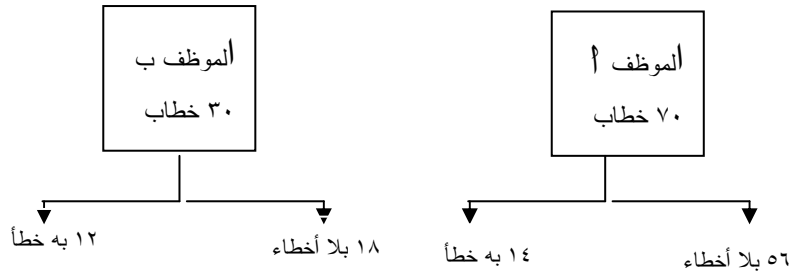 الموظف أ
٧٠ خطاب
٥٦ بلا أخطاء
١٤ به خطأ
الموظف ب
٣٠ خطاب
١٨ بلا أخطاء
١٢ به خطأ